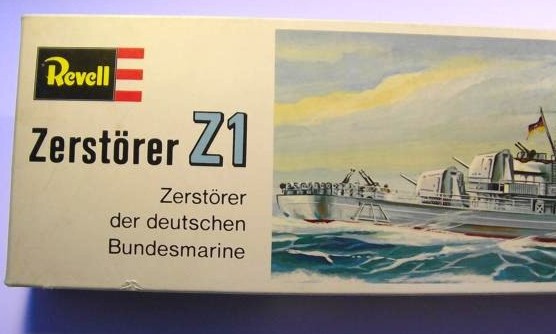 Revell
Zerstörer Z1
Zerstörer
der deutschen
Bundesmarine